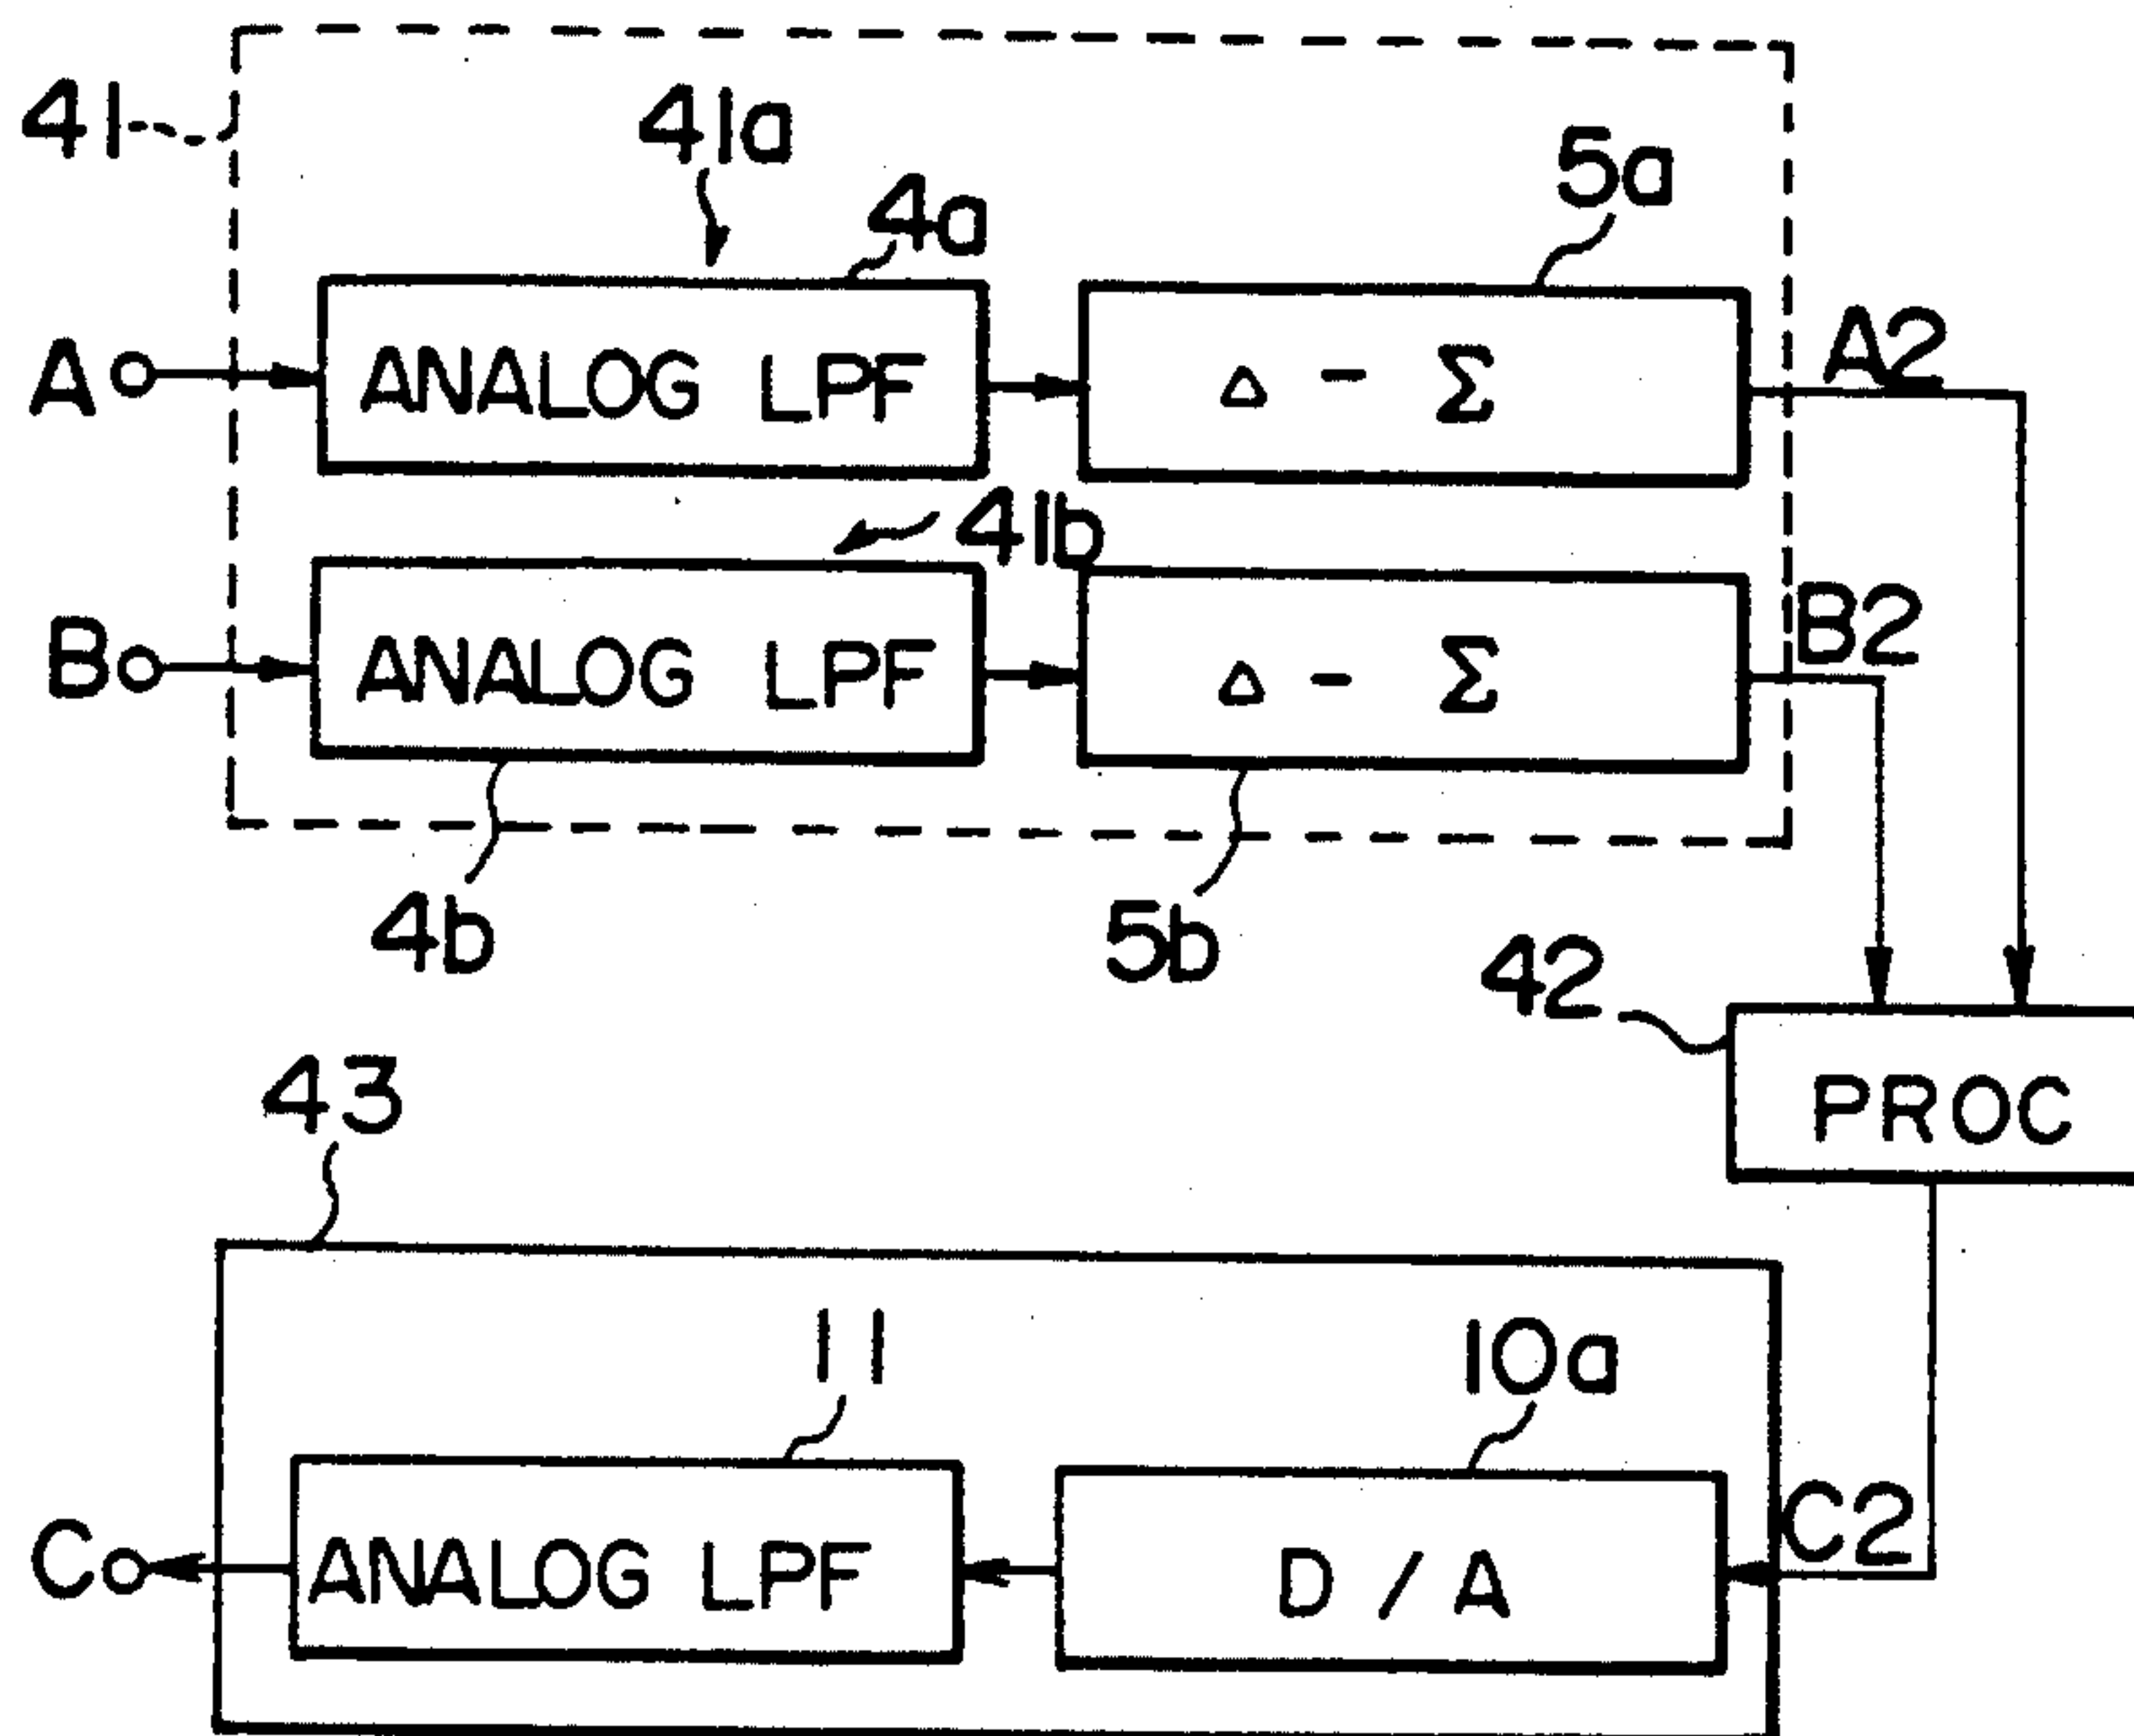 41
41a
4a
5a
A
ANALOG LPF
Δ - Σ
A2
41b
B
ANALOG LPF
Δ - Σ
B2
4b
5b
42
PROC
43
11
10a
C
ANALOG LPF
D / A
C2